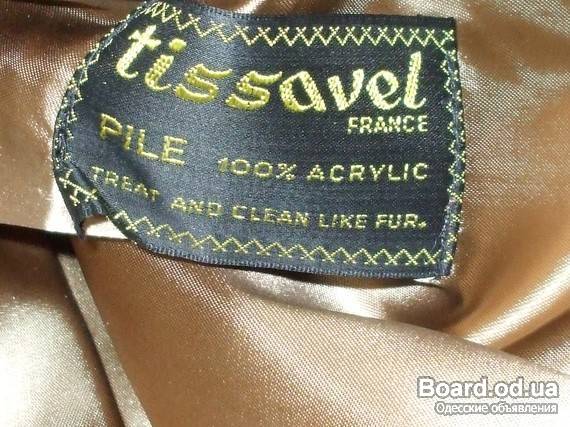 tissavel
FRANCE
PILE 100% ACRYLIC
TREAT AND CLEAN LIKE FUR.
Board.od.ua
Одесские объявления